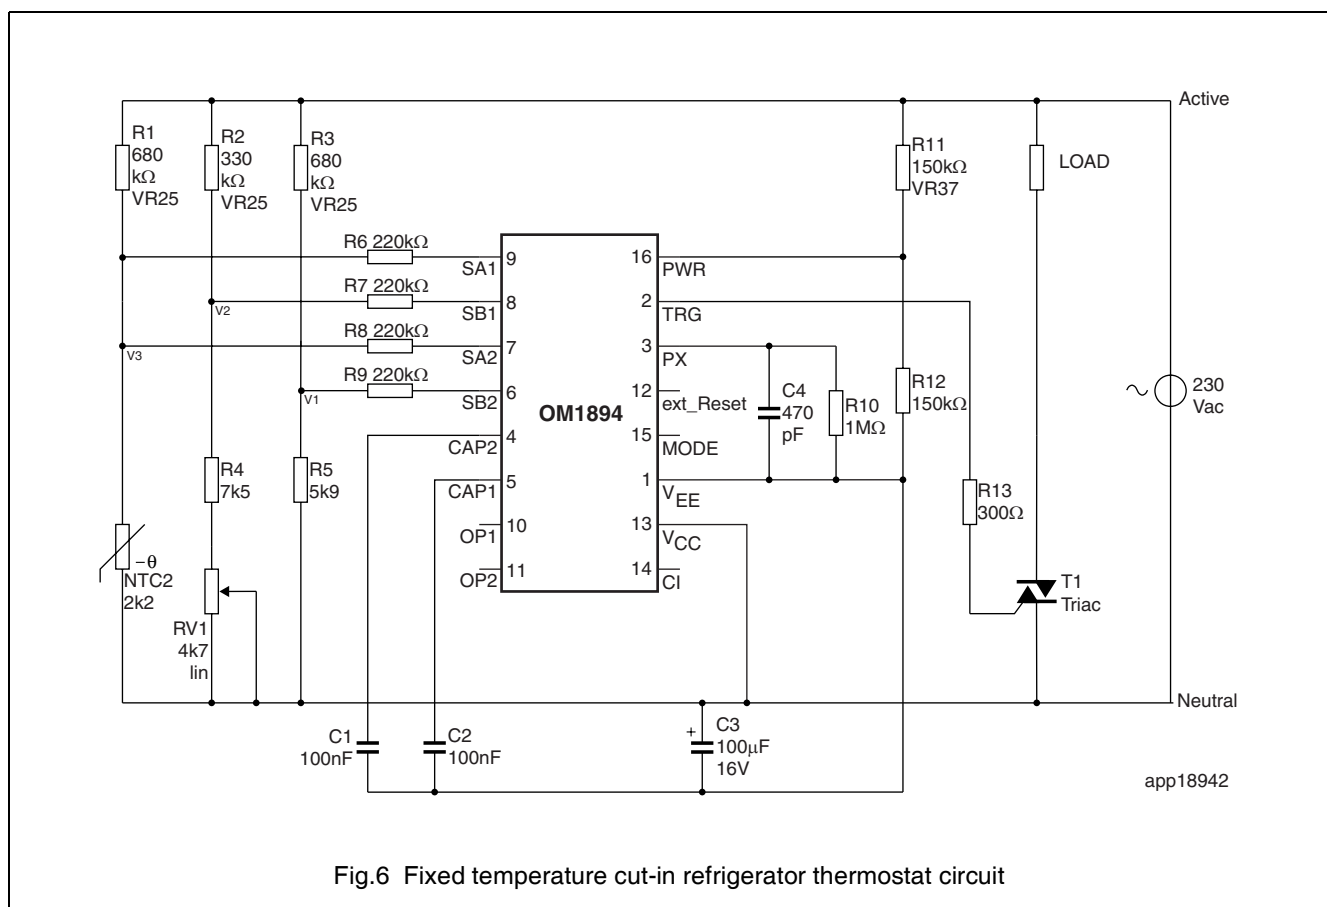 Active
R1
680
kΩ
VR25
R2
330
kΩ
VR25
R3
680
kΩ
VR25
R11
150kΩ
VR37
LOAD
R6 220kΩ
SA1
9
16
PWR
R7 220kΩ
V2
SB1
8
2
TRG
R8 220kΩ
V3
SA2
7
3
PX
R9 220kΩ
V1
SB2
6
12
ext_Reset
OM1894
C4
470
pF
R10
1MΩ
R12
150kΩ
~
230
Vac
CAP2
4
15
MODE
R4
7k5
R5
5k9
CAP1
5
1
VEE
R13
300Ω
OP1
10
13
VCC
OP2
11
14
CI
–θ
NTC2
2k2
T1
Triac
RV1
4k7
lin
Neutral
C1
100nF
C2
100nF
+
C3
100µF
16V
app18942
Fig.6 Fixed temperature cut-in refrigerator thermostat circuit